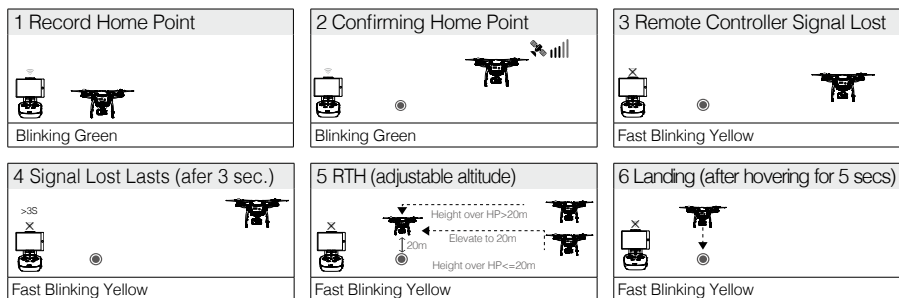 1 Record Home Point
Blinking Green
2 Confirming Home Point
Blinking Green
3 Remote Controller Signal Lost
Fast Blinking Yellow
4 Signal Lost Lasts (afer 3 sec.)
>3S
Fast Blinking Yellow
5 RTH (adjustable altitude)
Height over HP>20m
Elevate to 20m
20m
Height over HP<=20m
Fast Blinking Yellow
6 Landing (after hovering for 5 secs)
Fast Blinking Yellow